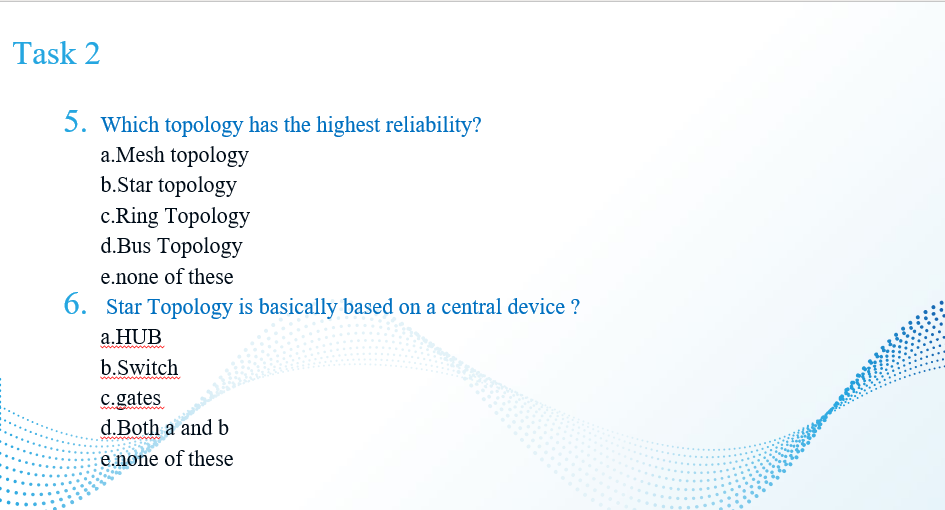 Task 2
5. Which topology has the highest reliability?
a.Mesh topology
b.Star topology
c.Ring Topology
d.Bus Topology
e.none of these
6. Star Topology is basically based on a central device ?
a.HUB
b.Switch
c.gates
d.Both a and b
e.none of these